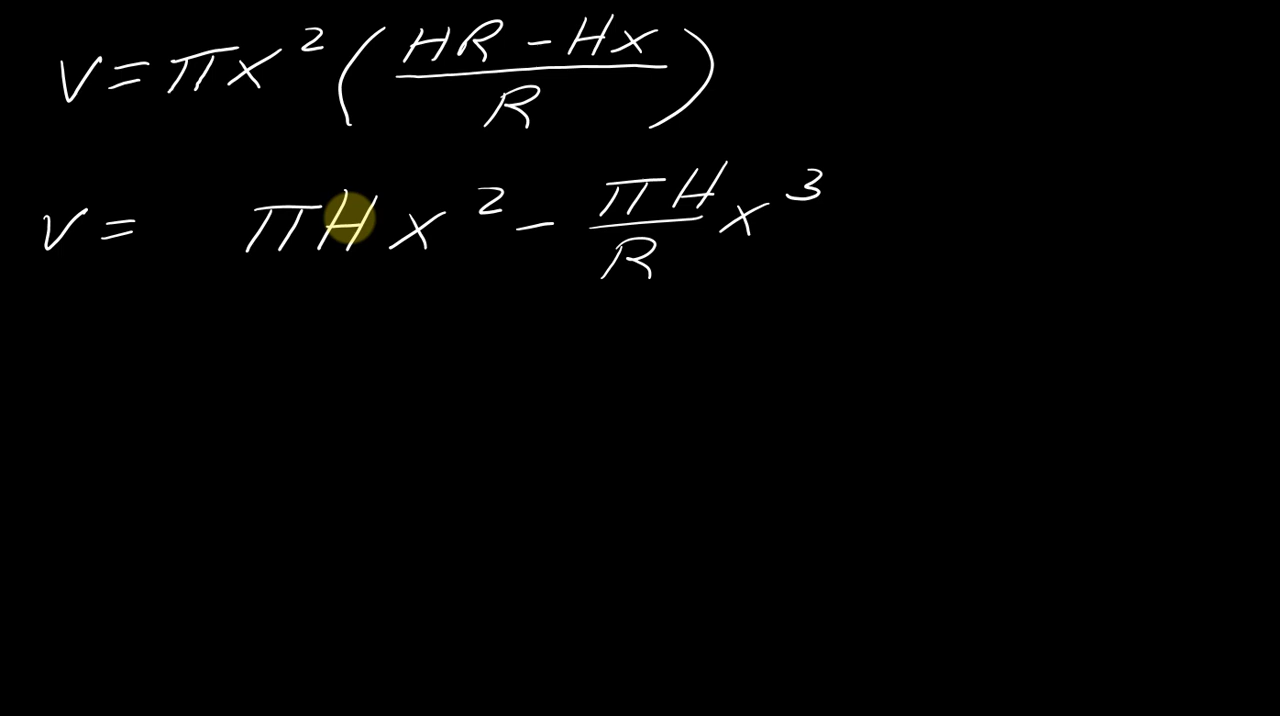 V = πx²(HR - Hx / R)
V = πHx² - πH/R x³